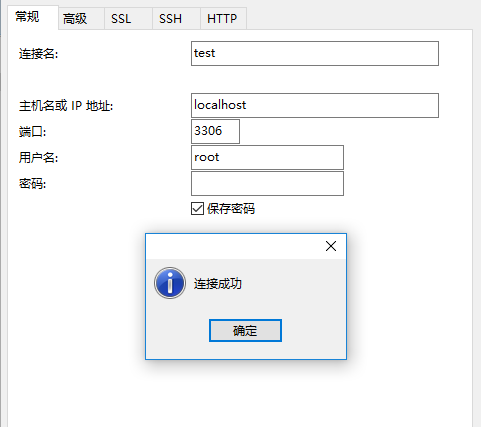 常规 高级 SSL SSH HTTP
连接名: test
主机名或 IP 地址: localhost
端口: 3306
用户名: root
密码:
保存密码
连接成功
确定